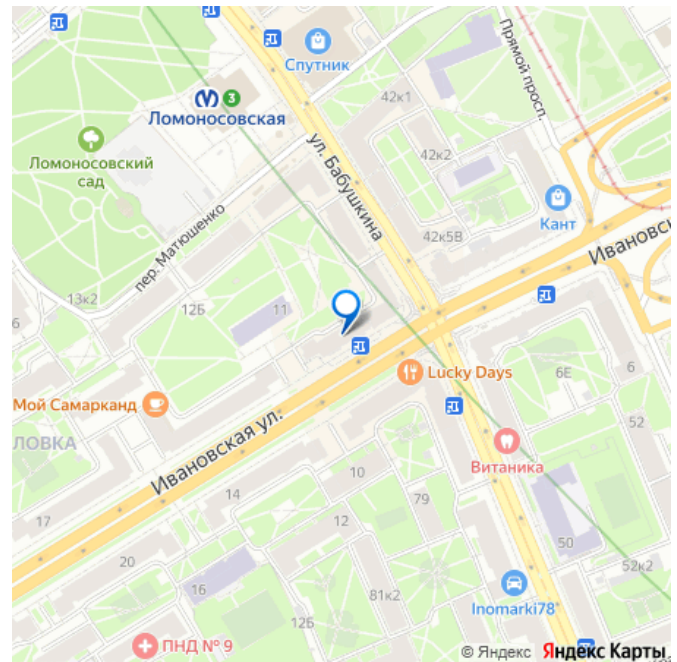 Спутник
Прямой просп.
42к1
3
Ломоносовская
ул. Бабушкина
42к2
Ломоносовский
сад
Кант
пер. Матюшенко
42к5В
Ивановск
13к2
12Б
11
6
6Е
6
Lucky Days
Мой Самарканд
52
ЛОВКА
Ивановская ул.
Витаника
10
14
79
17
12
50
20
16
52к2
81к2
Inomarki78
ПНД № 9
© Яндекс Яндекс Карты